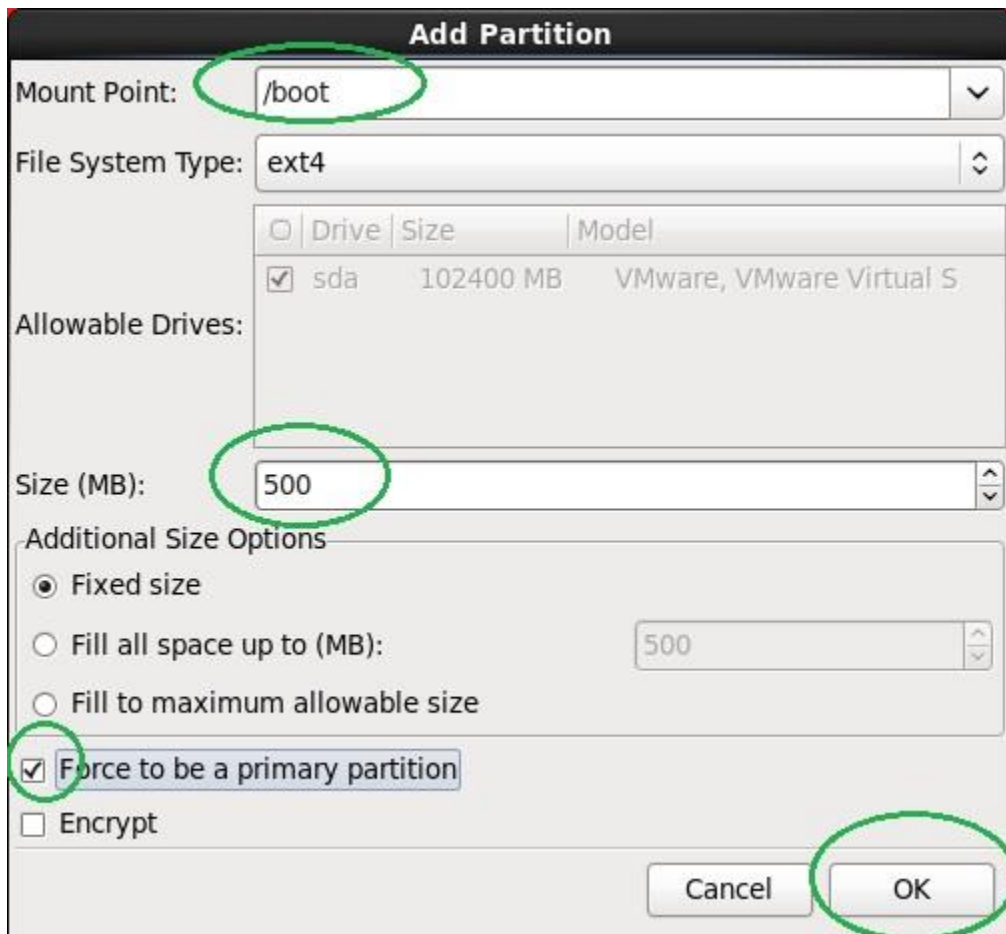 Add Partition
Mount Point: /boot
File System Type: ext4
Drive Size Model
sda 102400 MB VMware, VMware Virtual S
Allowable Drives:
Size (MB): 500
Additional Size Options
Fixed size
Fill all space up to (MB): 500
Fill to maximum allowable size
Force to be a primary partition
Encrypt
Cancel OK